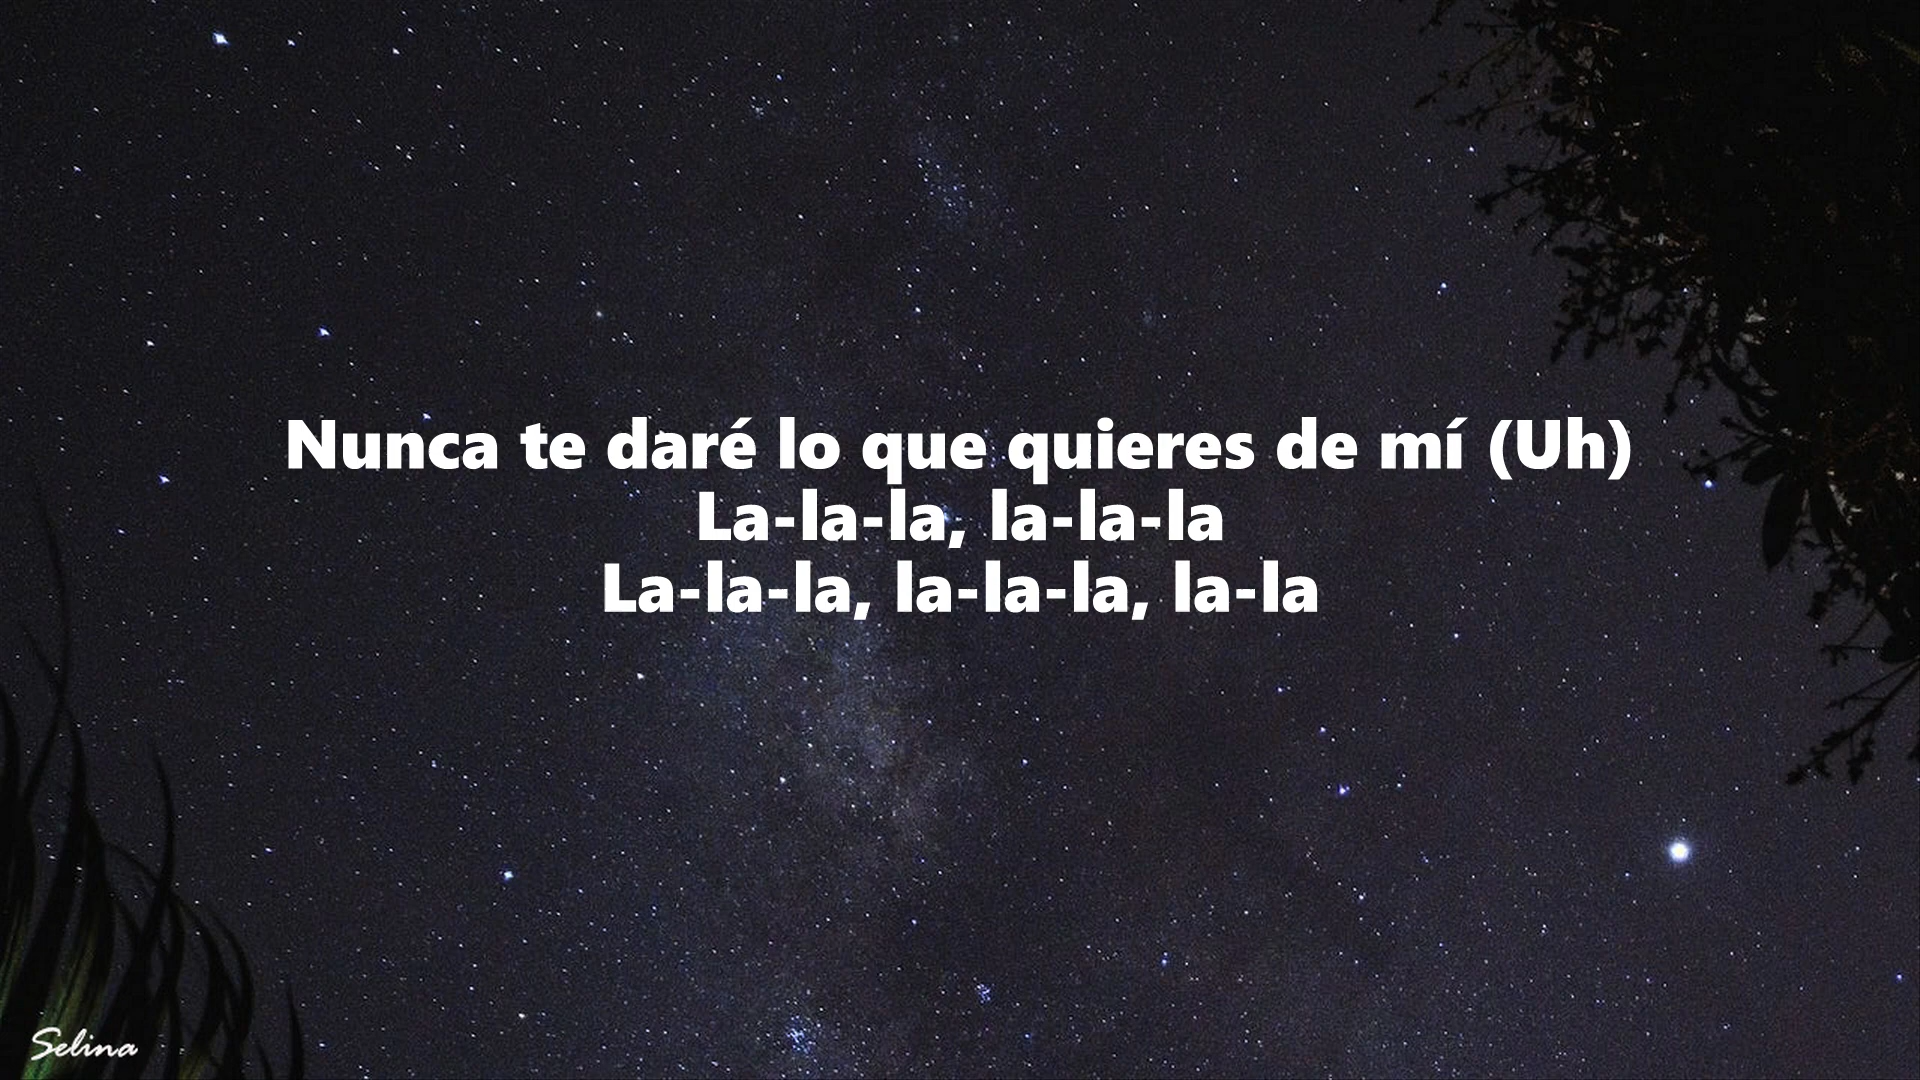 Nunca te daré lo que quieres de mí (Uh)
La-la-la, la-la-la
La-la-la, la-la-la, la-la
Selina